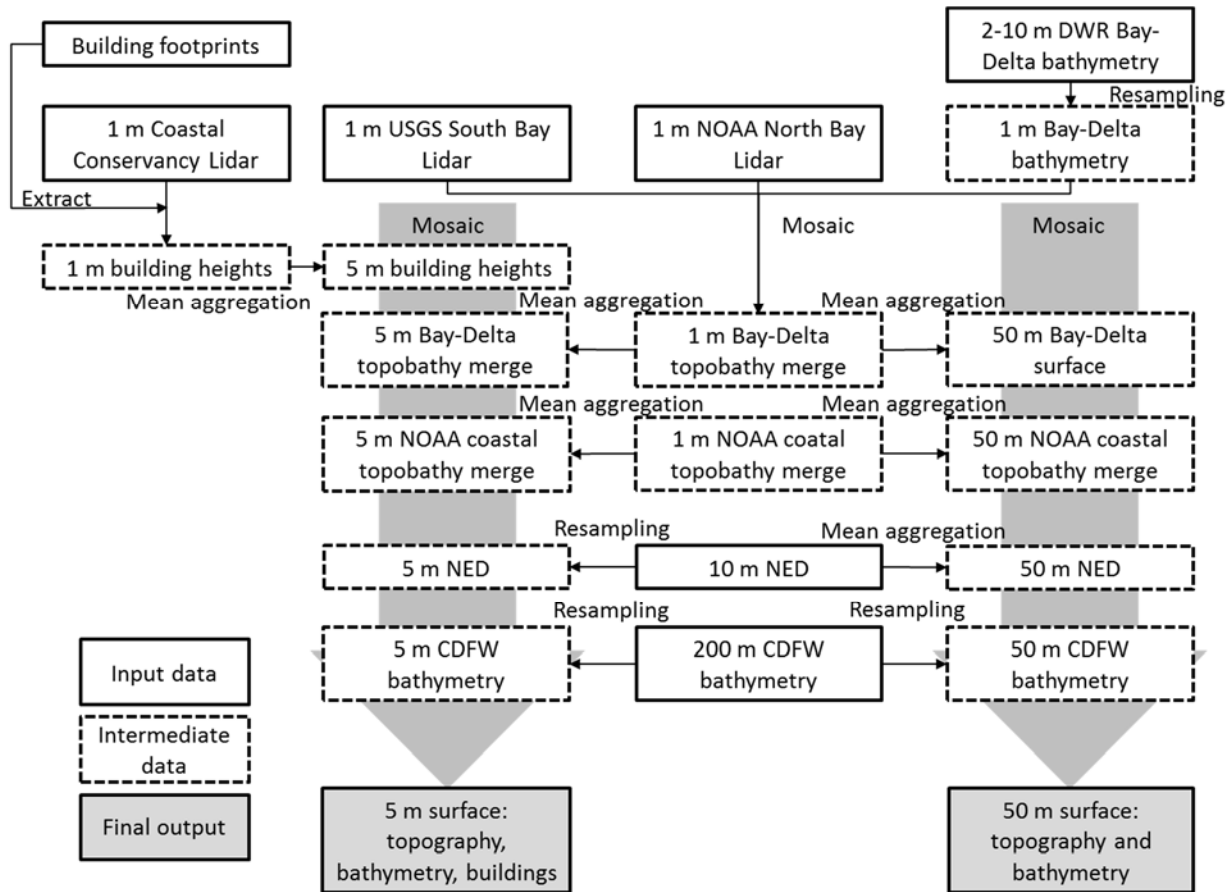 Building footprints
2-10 m DWR Bay-
Delta bathymetry
Resampling
1 m Coastal
Conservancy Lidar
1 m USGS South Bay
Lidar
1 m NOAA North Bay
Lidar
1 m Bay-Delta
bathymetry
Extract
Mosaic
Mosaic
Mosaic
1 m building heights
5 m building heights
Mean aggregation
Mean aggregation
Mean aggregation
5 m Bay-Delta
topobathy merge
1 m Bay-Delta
topobathy merge
50 m Bay-Delta
surface
Mean aggregation
Mean aggregation
5 m NOAA coastal
topobathy merge
1 m NOAA coatal
topobathy merge
50 m NOAA coastal
topobathy merge
Resampling
Mean aggregation
5 m NED
10 m NED
50 m NED
Resampling
Resampling
5 m CDFW
bathymetry
200 m CDFW
bathymetry
50 m CDFW
bathymetry
Input data
Intermediate
data
Final output
5 m surface:
topography,
bathymetry, buildings
50 m surface:
topography and
bathymetry